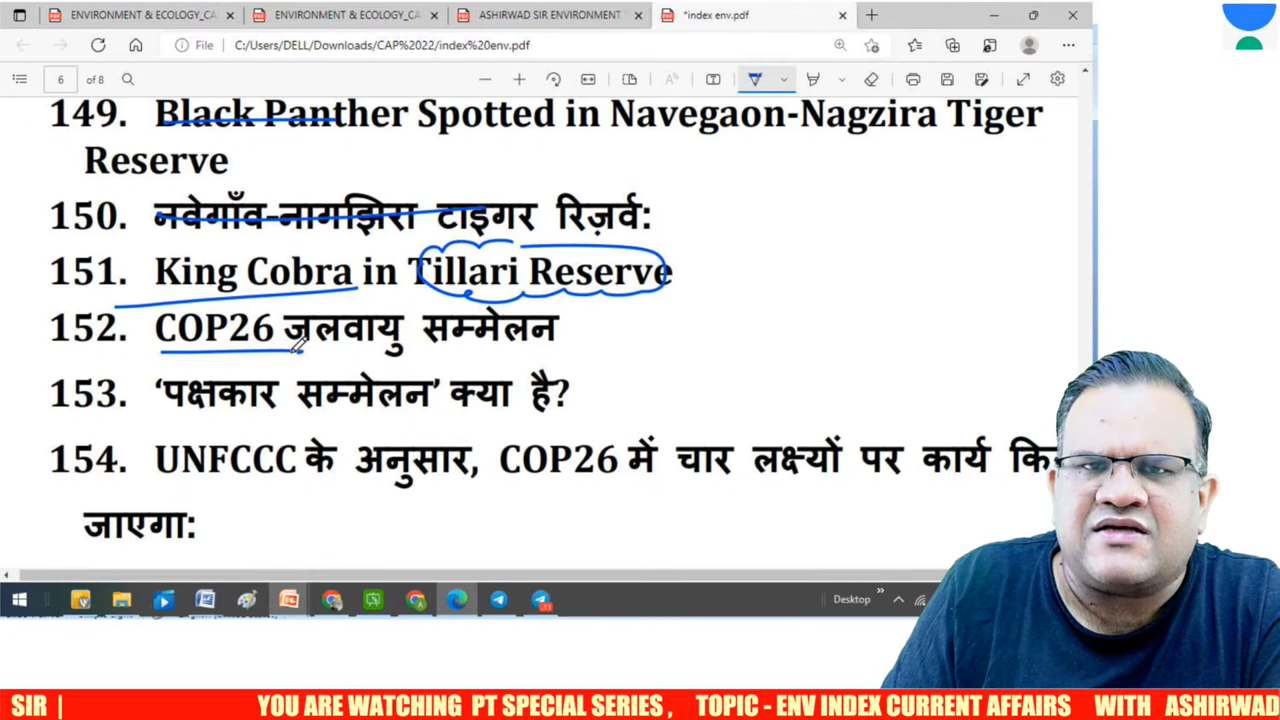 ENVIRONMENT & ECOLOGY_CA
ENVIRONMENT & ECOLOGY_CA
ASHIRWAD SIR ENVIRONMENT
*index env.pdf
File
C:/Users/DELL/Downloads/CAP%2022/index%20env.pdf
6 of 8
149. Black Panther Spotted in Navegaon-Nagzira Tiger
Reserve
150. नवेगाँव-नागझिरा टाइगर रिज़र्व:
151. King Cobra in Tillari Reserve
152. COP26 जलवायु सम्मेलन
153. ‘पक्षकार सम्मेलन’ क्या है?
154. UNFCCC के अनुसार, COP26 में चार लक्ष्यों पर कार्य
जाएगा:
Desktop
SIR | YOU ARE WATCHING PT SPECIAL SERIES , TOPIC - ENV INDEX CURRENT AFFAIRS WITH ASHIRWAD